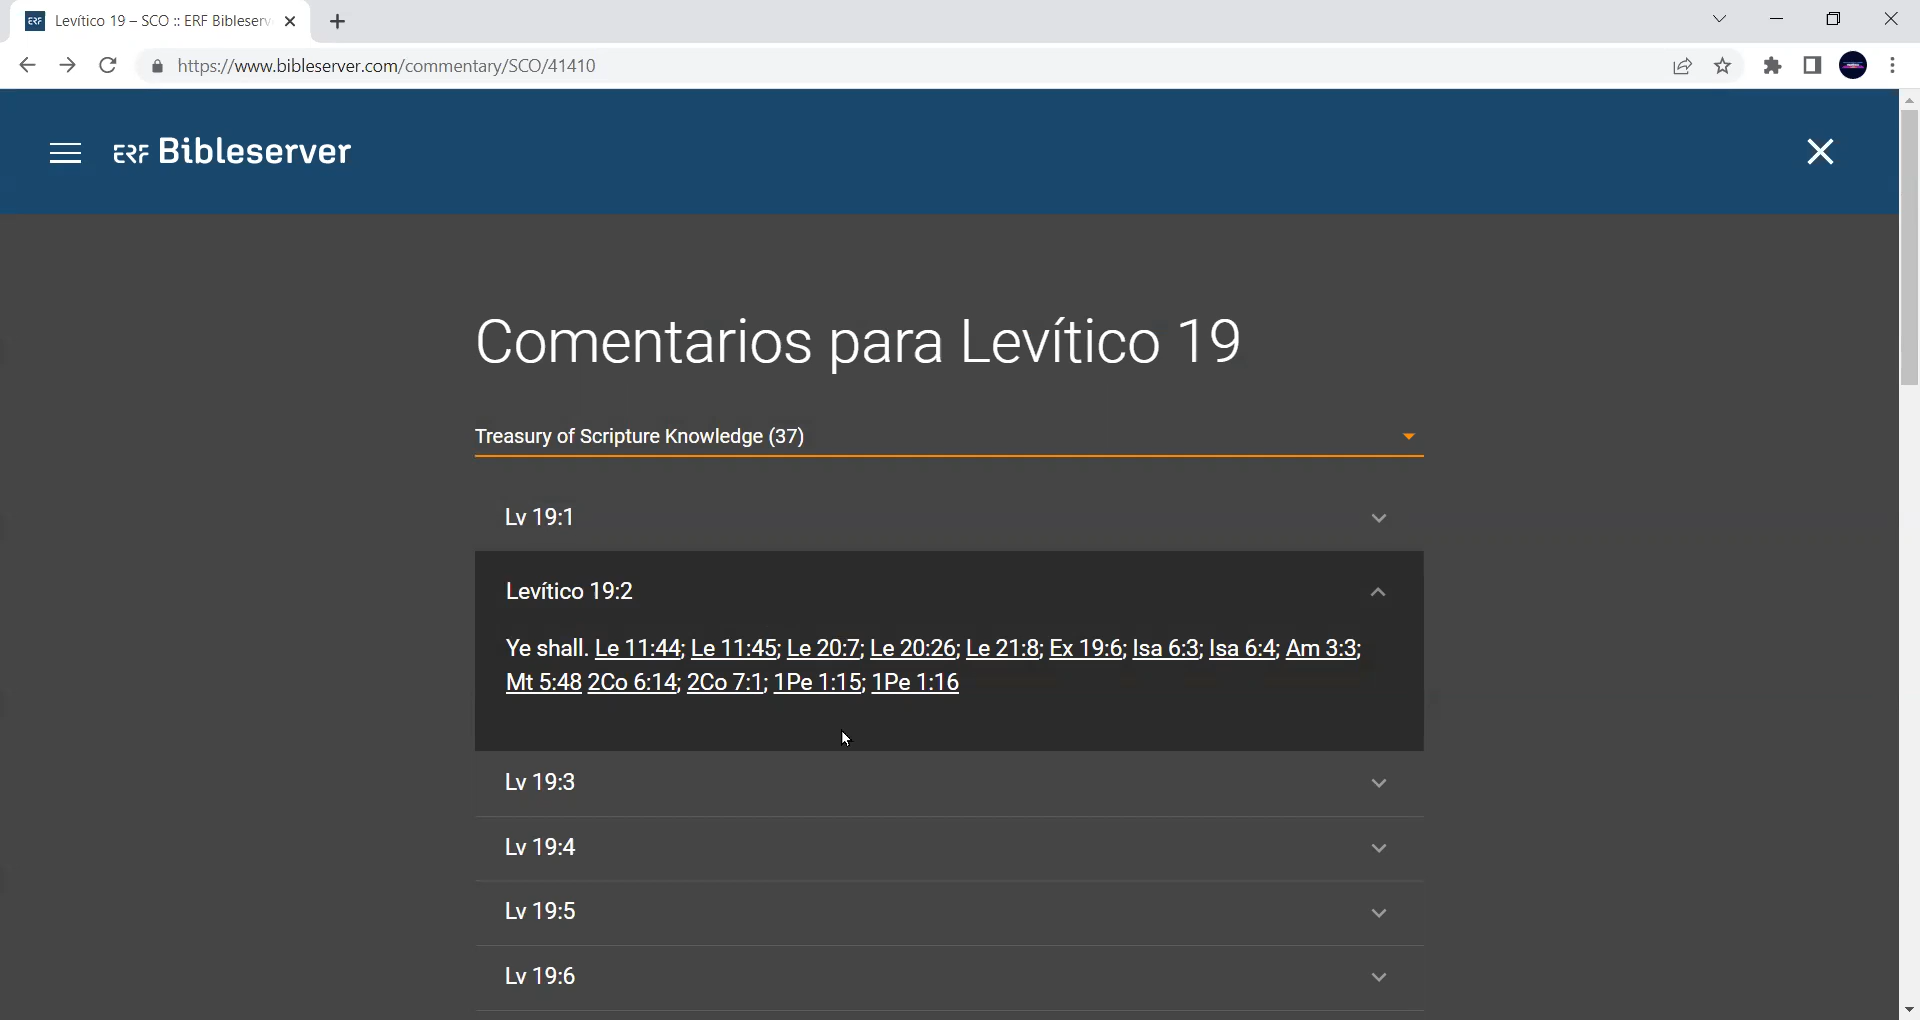 Levítico 19 – SCO :: ERF Bibleserv
https://www.bibleserver.com/commentary/SCO/41410
ERF Bibleserver
Comentarios para Levítico 19
Treasury of Scripture Knowledge (37)
Lv 19:1
Levítico 19:2
Ye shall. Le 11:44; Le 11:45; Le 20:7; Le 20:26; Le 21:8; Ex 19:6; Isa 6:3; Isa 6:4; Am 3:3;
Mt 5:48 2Co 6:14; 2Co 7:1; 1Pe 1:15; 1Pe 1:16
Lv 19:3
Lv 19:4
Lv 19:5
Lv 19:6